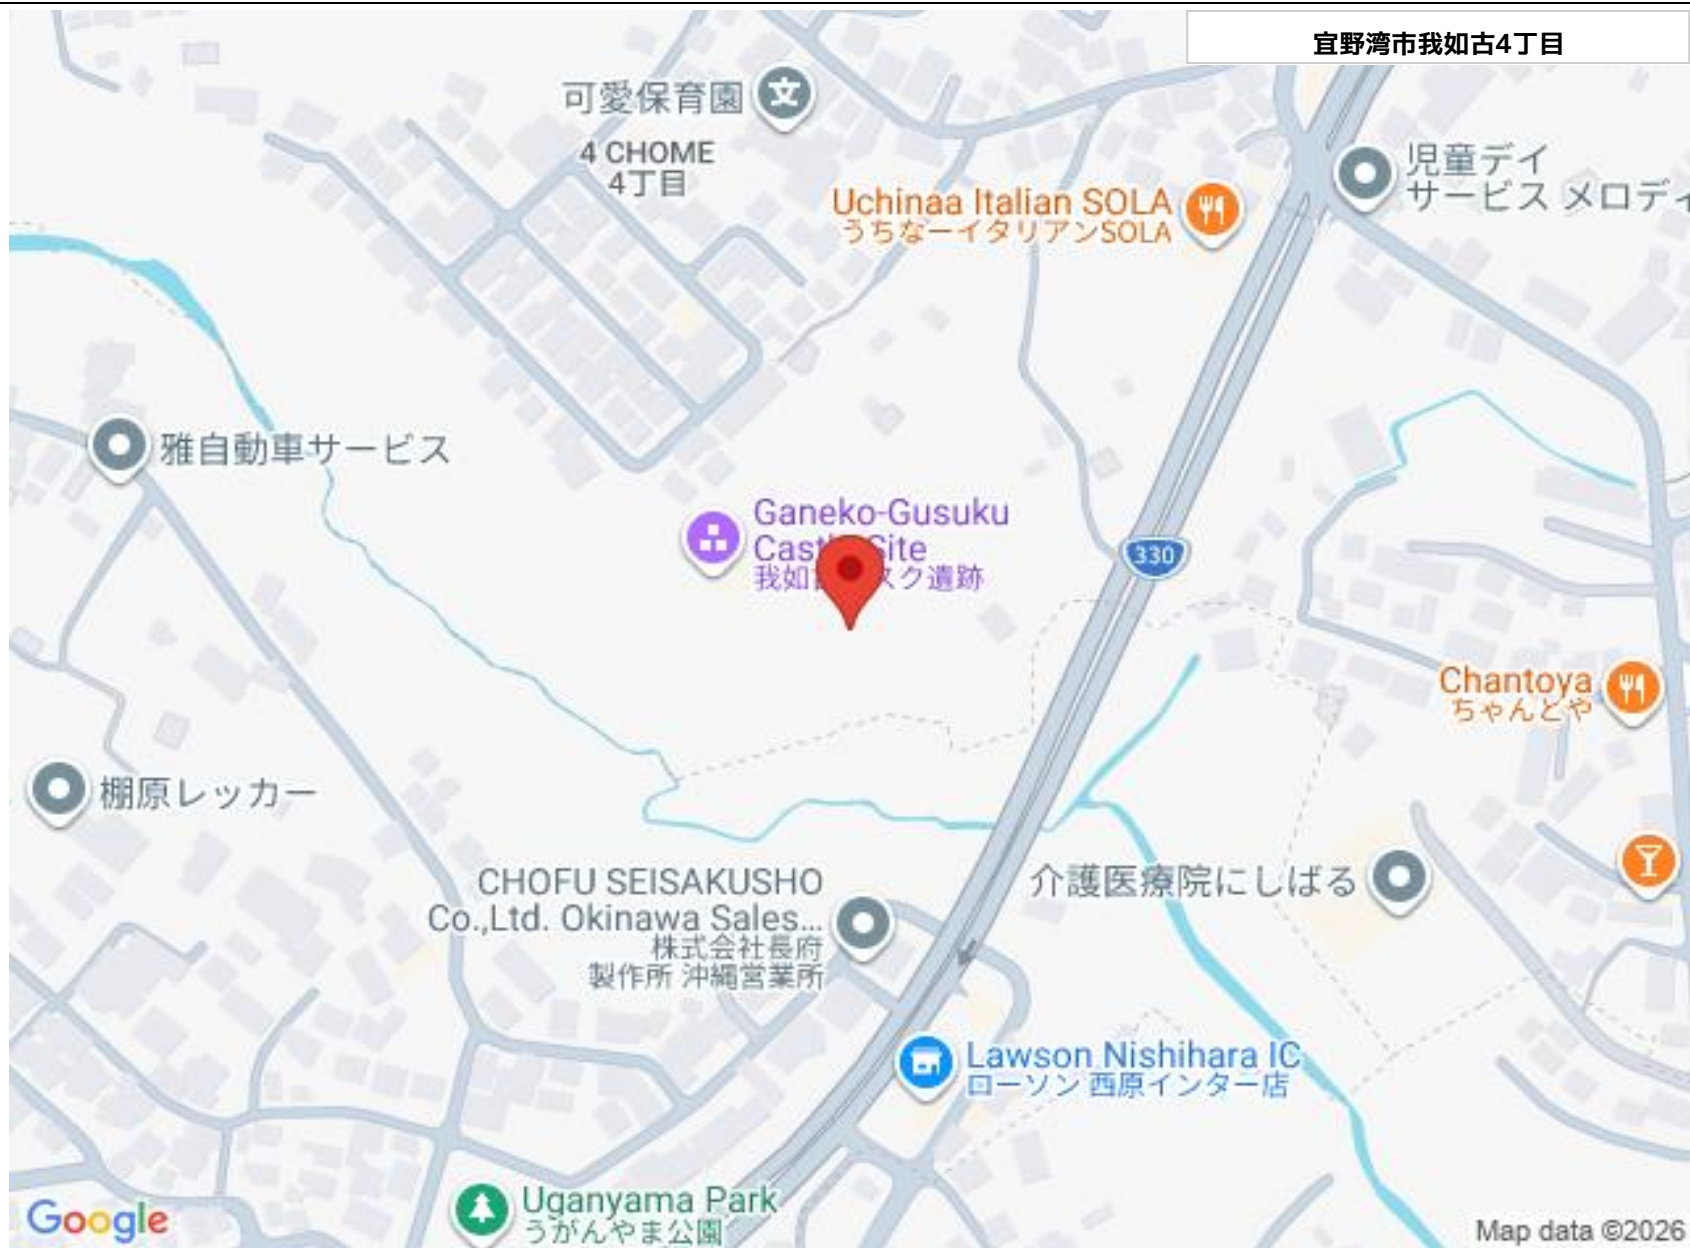 宜野湾市我如古4丁目
可愛保育園
4 CHOME
4丁目
児童デイ
サービス メロディ
Uchinaa Italian SOLA
うちなーイタリアンSOLA
雅自動車サービス
Ganeko-Gusuku
Castle Site
スク遺跡
330
Chantoya
ちゃんとや
棚原レッカー
CHOFU SEISAKUSHO
Co.,Ltd. Okinawa Sales...
株式会社長府
製作所 沖縄営業所
介護医療院にしばる
Lawson Nishihara IC
ローソン 西原インター店
Uganyama Park
うがんやま公園
Google
Map data ©2026